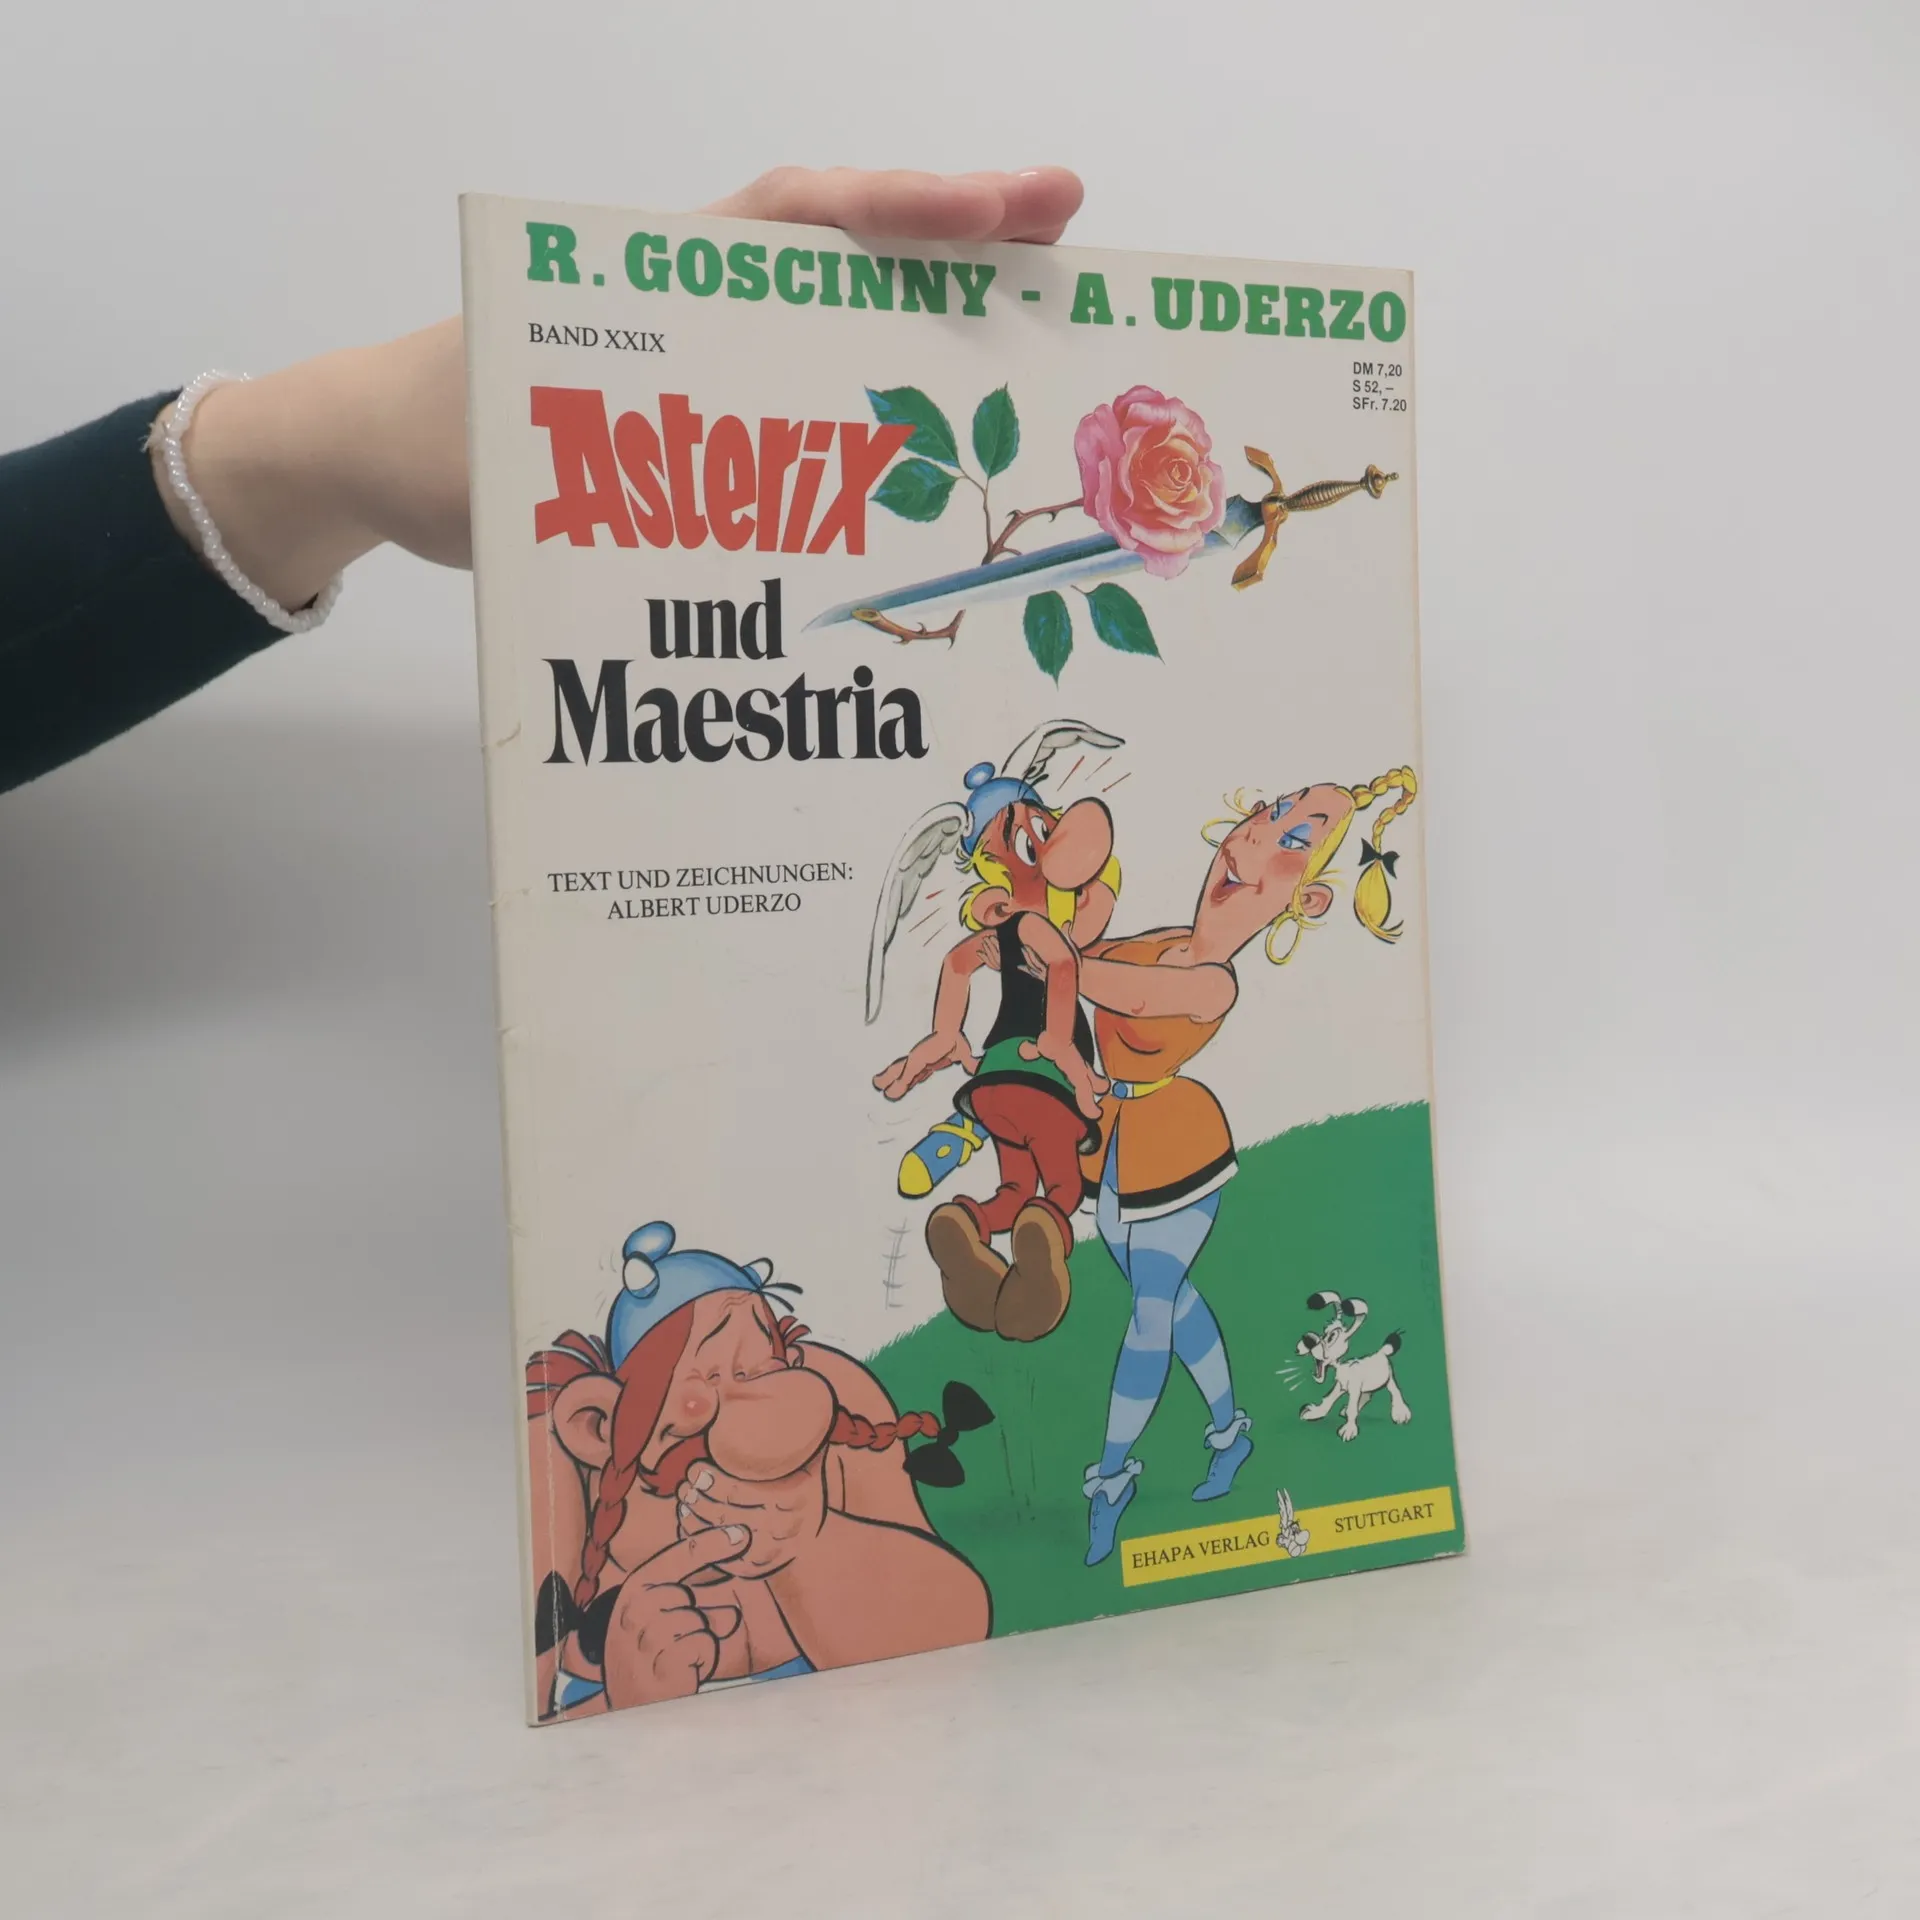 R. GOSCINNY - A. UDERZO
BAND XXIX
DM 7,20
S 52,–
SFr. 7.20
Asterix
und
Maestria
TEXT UND ZEICHNUNGEN:
ALBERT UDERZO
EHAPA VERLAG STUTTGART